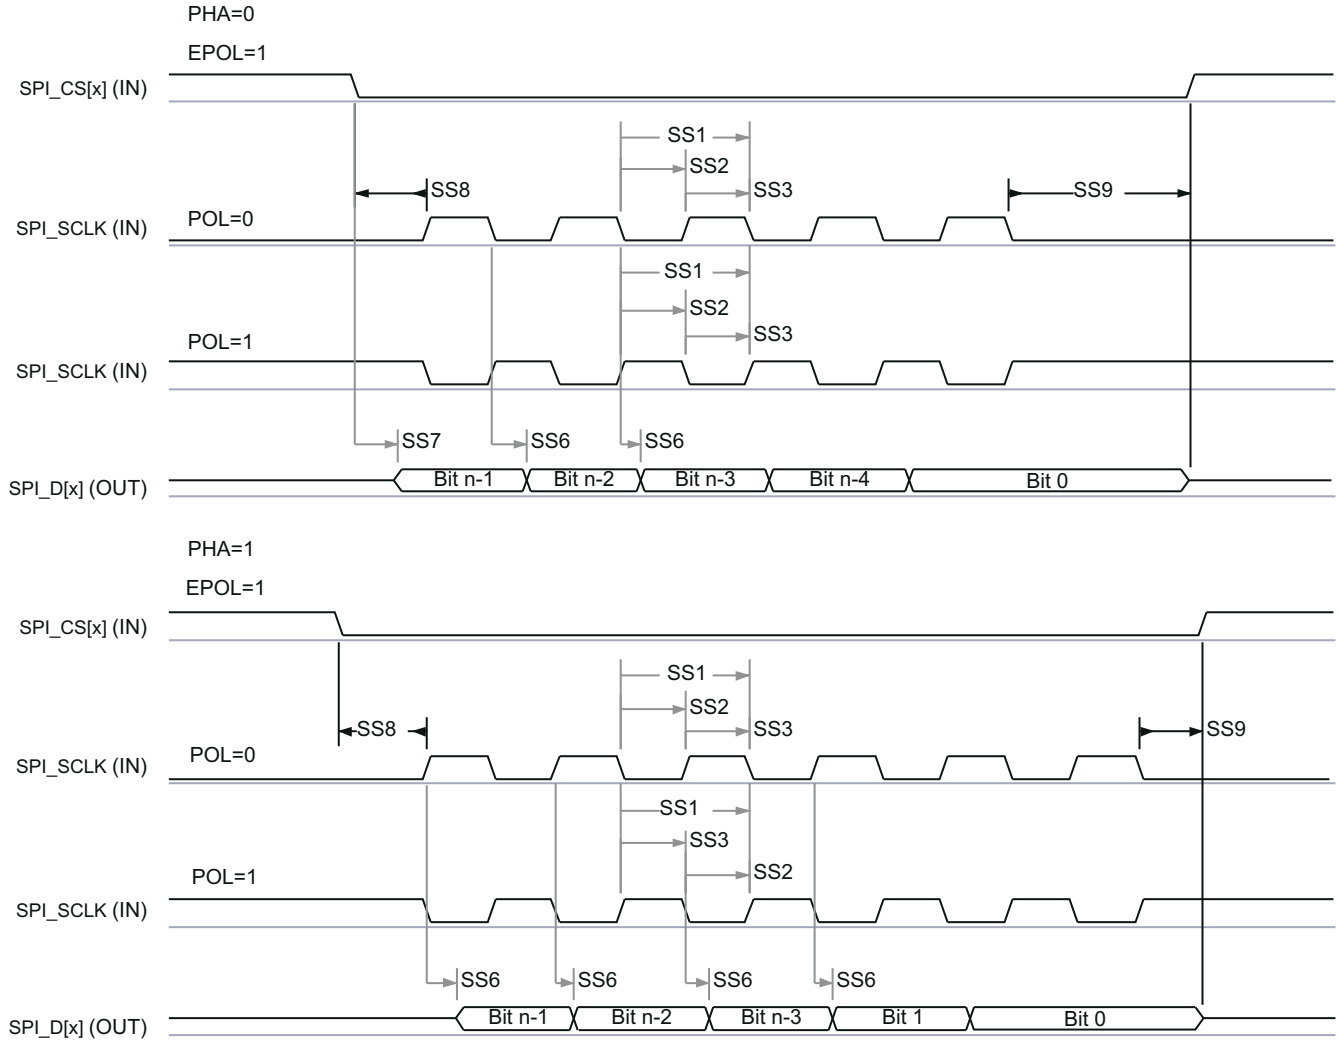 PHA=0
EPOL=1
SPI_CS[x] (IN)
SS1
SS2
SS8
SS3
SS9
POL=0
SPI_SCLK (IN)
SS1
SS2
SS3
POL=1
SPI_SCLK (IN)
SS7
SS6
SS6
SPI_D[x] (OUT)
Bit n-1
Bit n-2
Bit n-3
Bit n-4
Bit 0
PHA=1
EPOL=1
SPI_CS[x] (IN)
SS1
SS2
SS8
SS3
SS9
POL=0
SPI_SCLK (IN)
SS1
SS3
SS2
POL=1
SPI_SCLK (IN)
SS6
SS6
SS6
SS6
SPI_D[x] (OUT)
Bit n-1
Bit n-2
Bit n-3
Bit 1
Bit 0